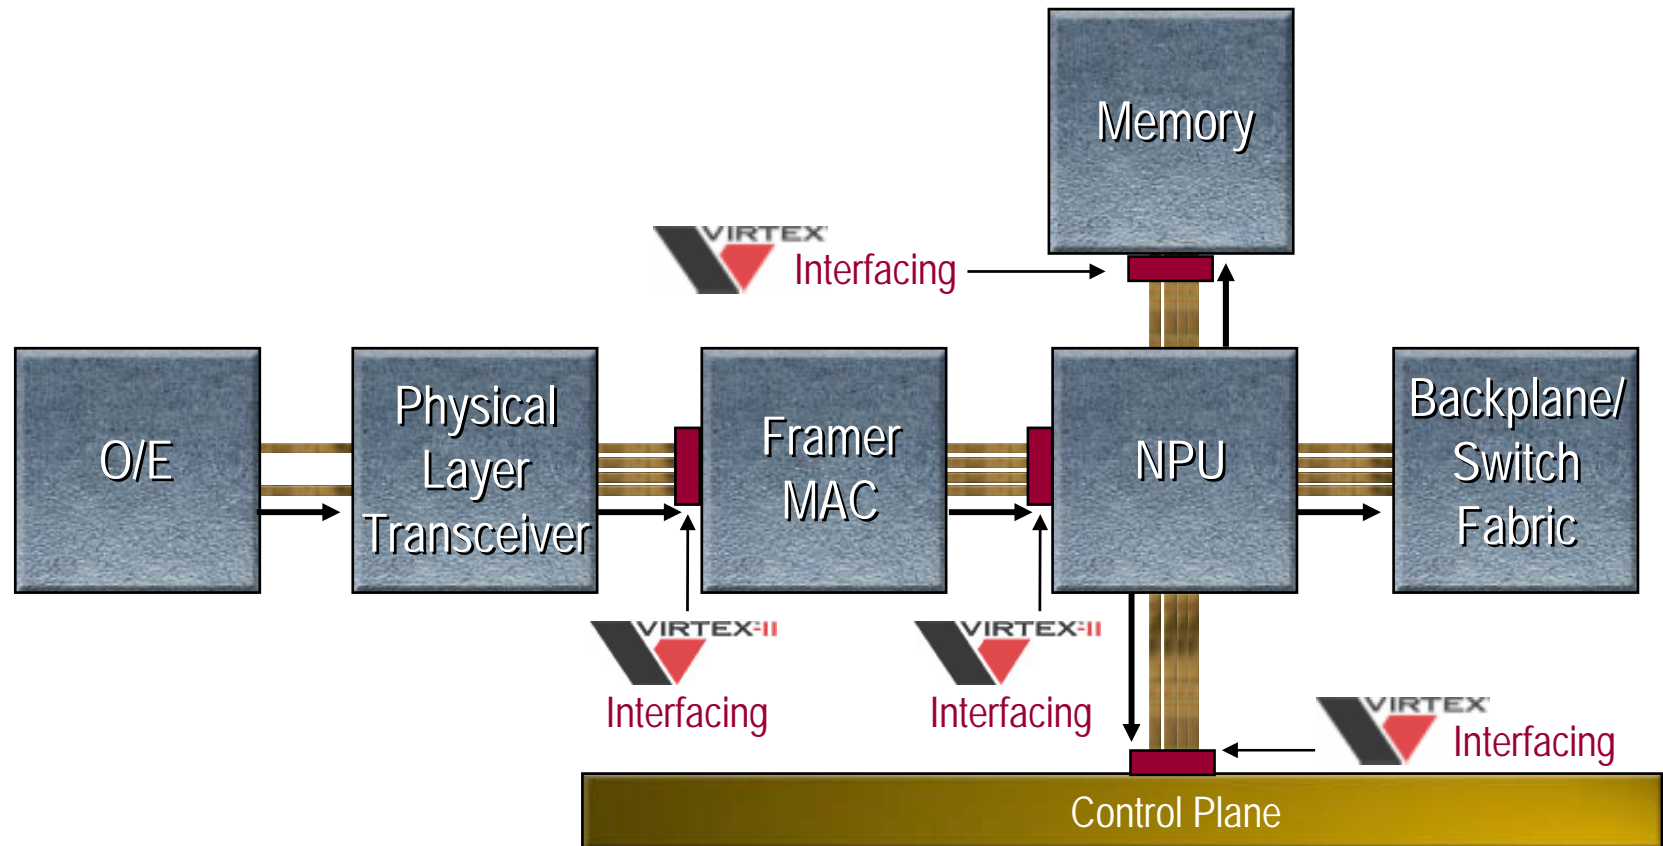 Memory
VIRTEX
Interfacing
O/E
Physical
Layer
Transceiver
Framer
MAC
NPU
Backplane/
Switch
Fabric
VIRTEX-II
Interfacing
VIRTEX-II
Interfacing
VIRTEX
Interfacing
Control Plane